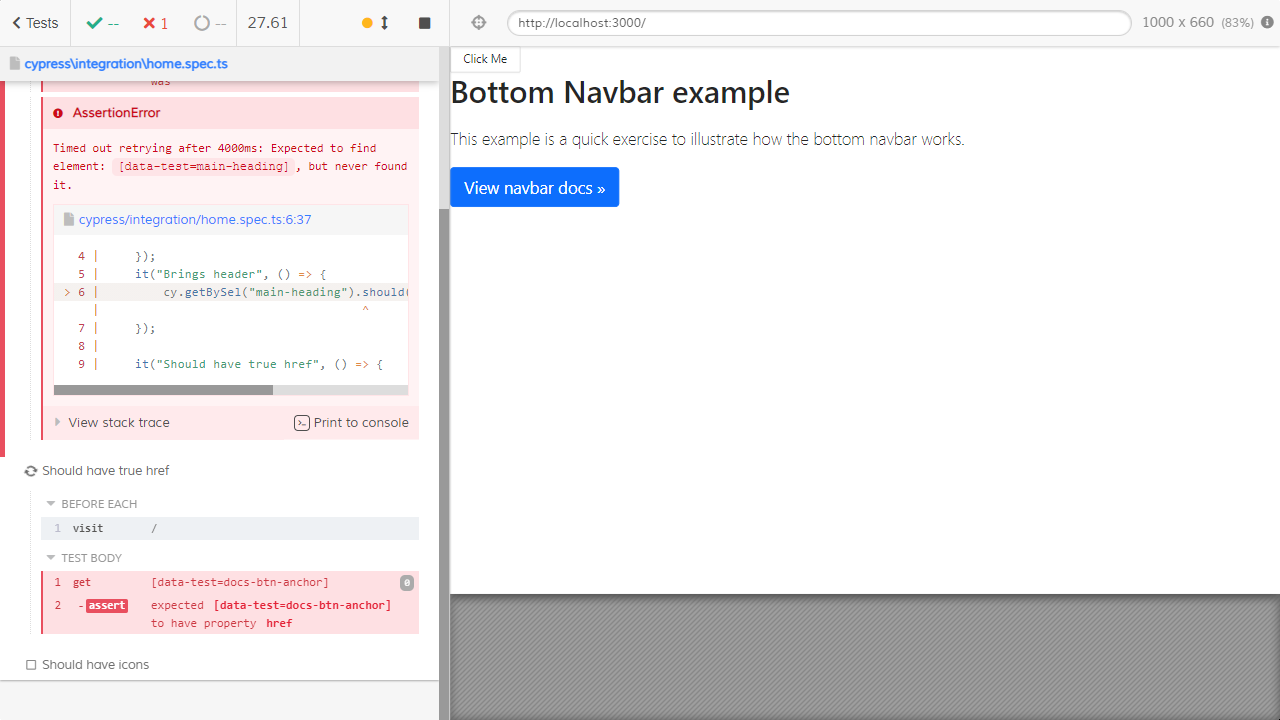 Tests
--
1
--
27.61
http://localhost:3000/
1000 x 660 (83%)
cypress\integration\home.spec.ts
was
AssertionError
Timed out retrying after 4000ms: Expected to find
element: [data-test=main-heading], but never found
it.
cypress/integration/home.spec.ts:6:37
4 | });
5 | it("Brings header", () => {
> 6 | cy.getBySel("main-heading").should(
| ^
7 | });
8 |
9 | it("Should have true href", () => {
View stack trace
Print to console
Should have true href
BEFORE EACH
1 visit /
TEST BODY
1 get [data-test=docs-btn-anchor] 0
2 -assert expected [data-test=docs-btn-anchor]
to have property href
Should have icons
Click Me
Bottom Navbar example
This example is a quick exercise to illustrate how the bottom navbar works.
View navbar docs »